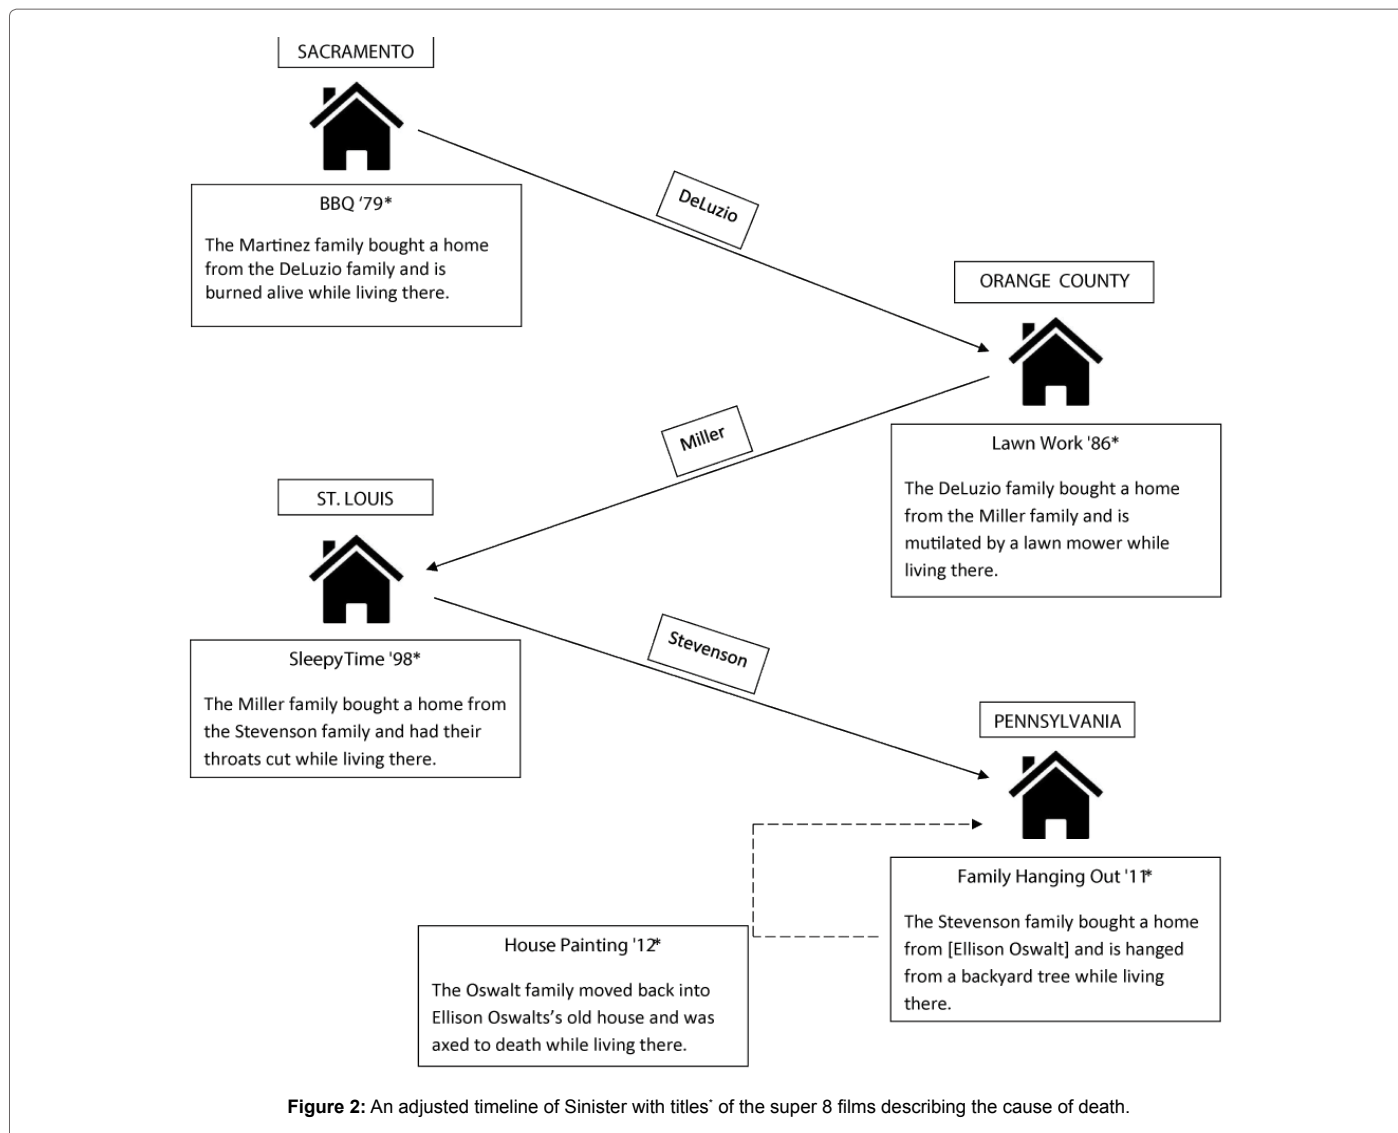 SACRAMENTO
BBQ ‘79*
The Martinez family bought a home
from the DeLuzio family and is
burned alive while living there.
DeLuzio
ORANGE COUNTY
Lawn Work '86*
The DeLuzio family bought a home
from the Miller family and is
mutilated by a lawn mower while
living there.
Miller
ST. LOUIS
SleepyTime '98*
The Miller family bought a home from
the Stevenson family and had their
throats cut while living there.
Stevenson
PENNSYLVANIA
Family Hanging Out '11*
The Stevenson family bought a home
from [Ellison Oswalt] and is hanged
from a backyard tree while living
there.
House Painting '12*
The Oswalt family moved back into
Ellison Oswalts's old house and was
axed to death while living there.
Figure 2: An adjusted timeline of Sinister with titles* of the super 8 films describing the cause of death.